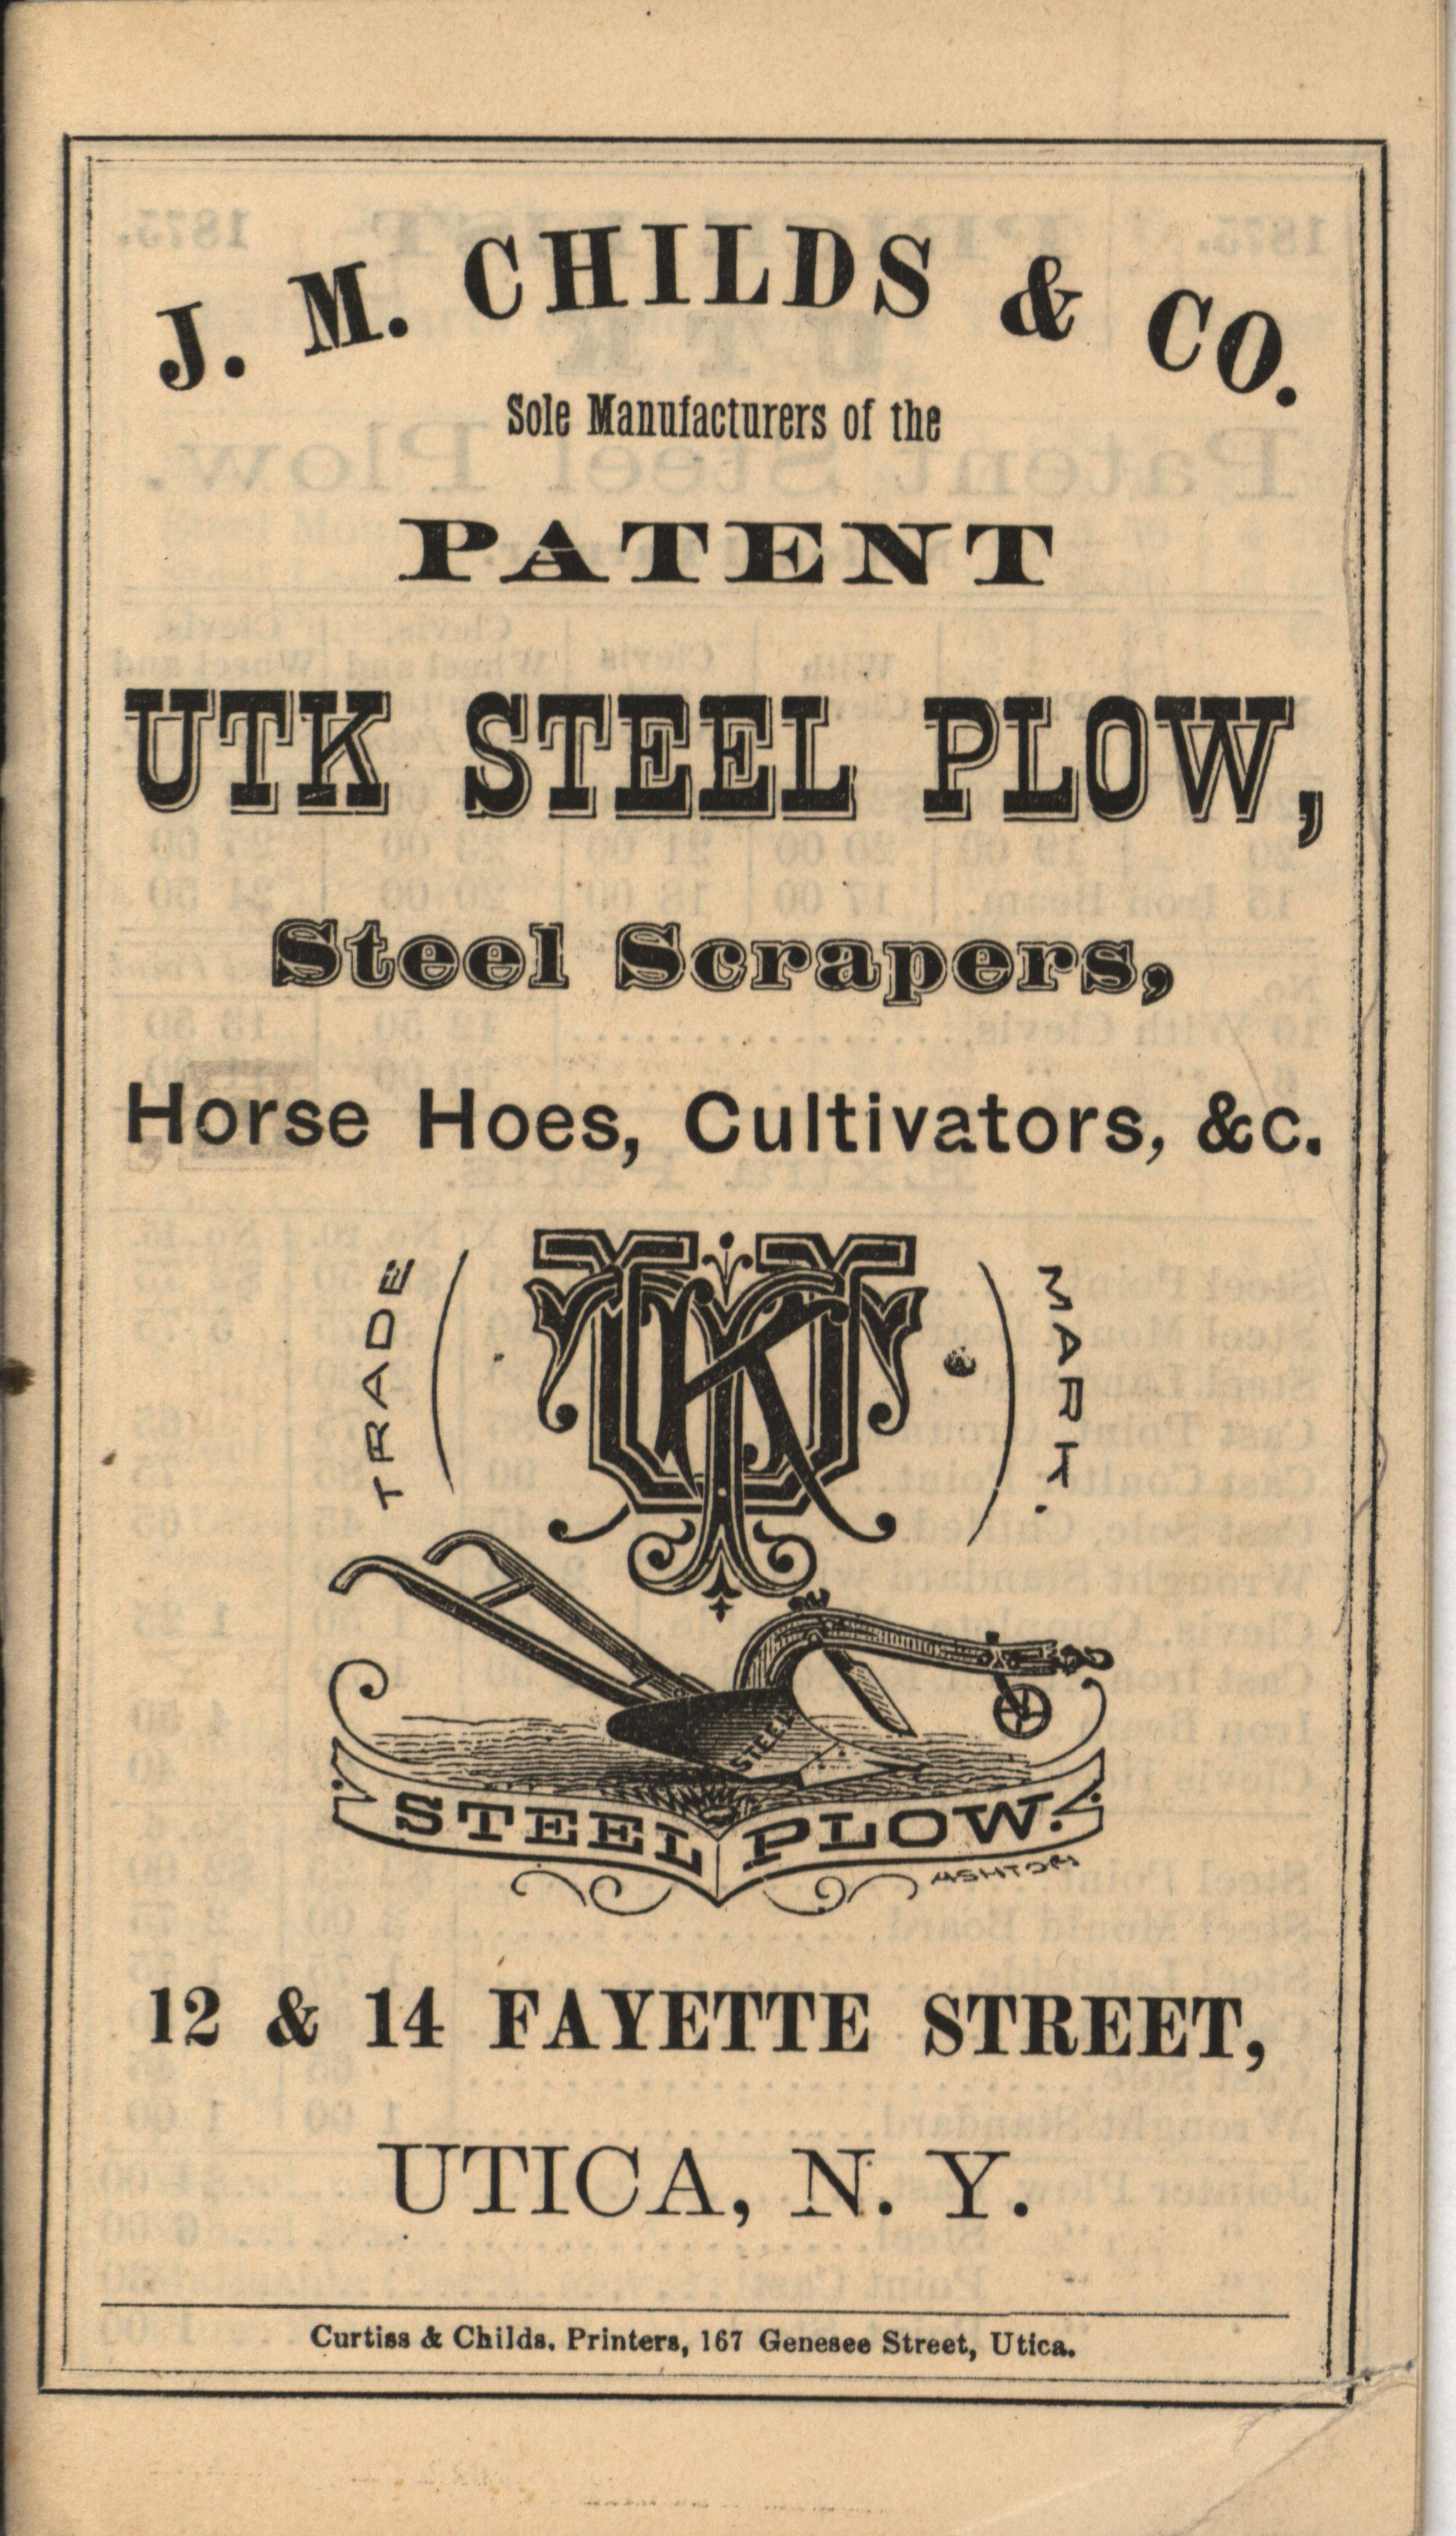 J. M. CHILDS & CO.
Sole Manufacturers of the
PATENT
UTK STEEL PLOW,
Steel Scrapers,
Horse Hoes, Cultivators, &c.
TRADE
UTK
MARK.
STEEL
STEEL PLOW.
ASHTON
12 & 14 FAYETTE STREET,
UTICA, N. Y.
Curtiss & Childs, Printers, 167 Genesee Street, Utica.